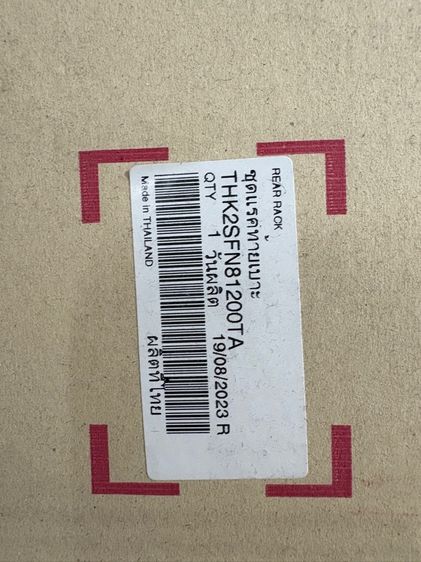 REAR RACK
ชุดแรคท้ายเบาะ
THK2SFN81200TA
QTY 1 วันผลิต 19/08/2023 R
Made in THAILAND ผลิตที่ไทย